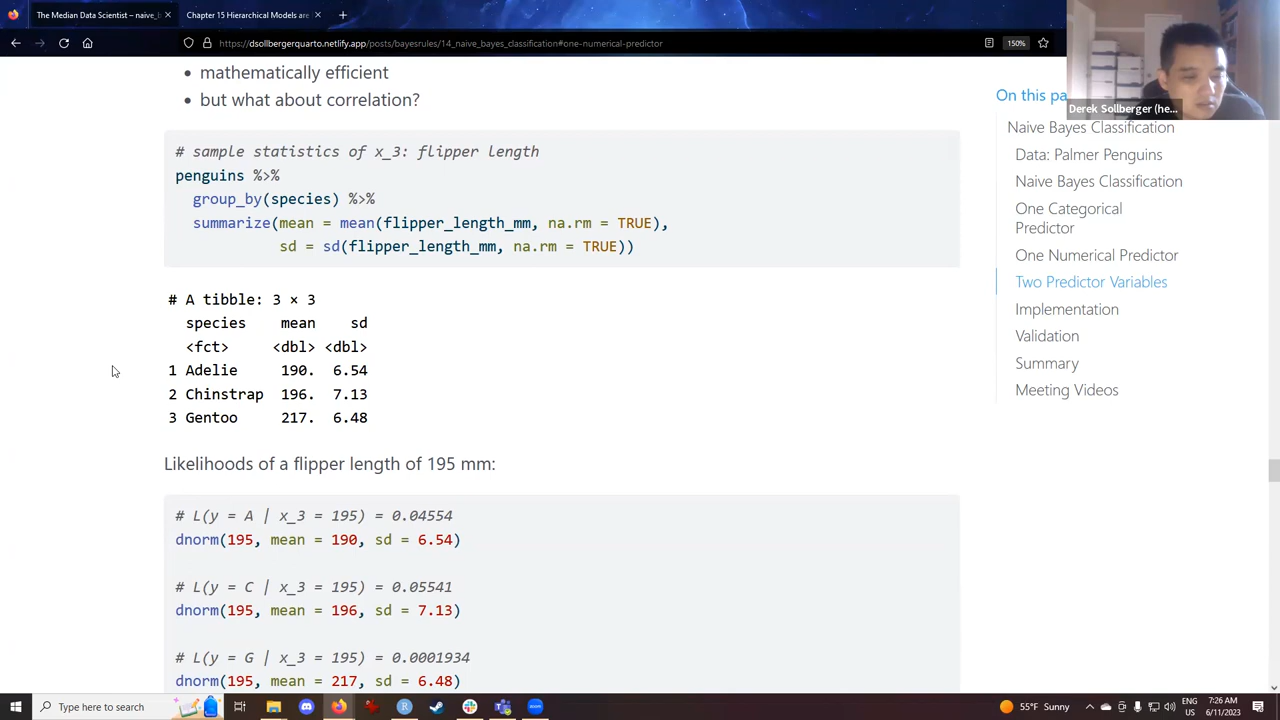 The Median Data Scientist – naive_b
Chapter 15 Hierarchical Models are
https://dsollbergerquarto.netlify.app/posts/bayesrules/14_naive_bayes_classification#one-numerical-predictor
150%
Derek Sollberger (he...
mathematically efficient
but what about correlation?
# sample statistics of x_3: flipper length
penguins %>%
group_by(species) %>%
summarize(mean = mean(flipper_length_mm, na.rm = TRUE),
sd = sd(flipper_length_mm, na.rm = TRUE))
# A tibble: 3 × 3
species mean sd
<fct> <dbl> <dbl>
1 Adelie 190. 6.54
2 Chinstrap 196. 7.13
3 Gentoo 217. 6.48
Likelihoods of a flipper length of 195 mm:
# L(y = A | x_3 = 195) = 0.04554
dnorm(195, mean = 190, sd = 6.54)
# L(y = C | x_3 = 195) = 0.05541
dnorm(195, mean = 196, sd = 7.13)
# L(y = G | x_3 = 195) = 0.0001934
dnorm(195, mean = 217, sd = 6.48)
On this pa
Naive Bayes Classification
Data: Palmer Penguins
Naive Bayes Classification
One Categorical
Predictor
One Numerical Predictor
Two Predictor Variables
Implementation
Validation
Summary
Meeting Videos
Type here to search
55°F Sunny
ENG
US
7:26 AM
6/11/2023